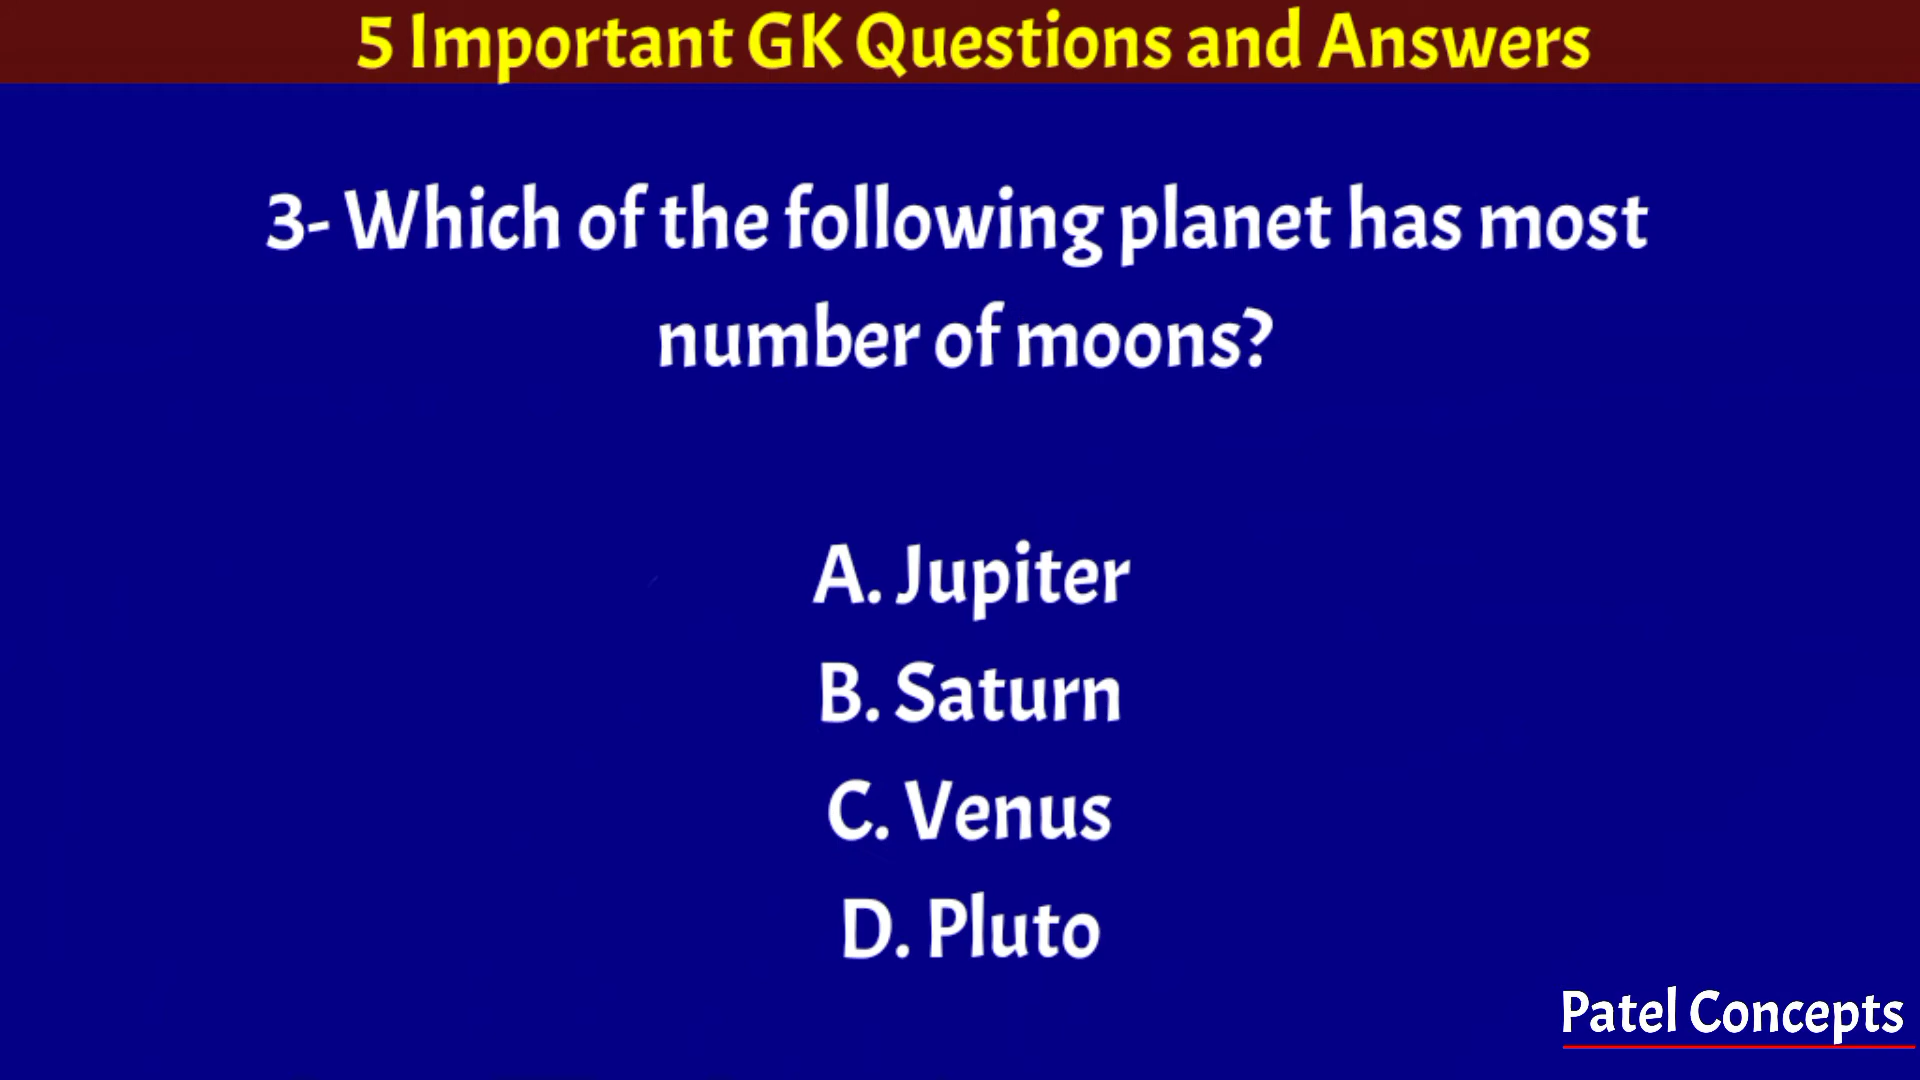 5 Important GK Questions and Answers
3- Which of the following planet has most
number of moons?
A. Jupiter
B. Saturn
C. Venus
D. Pluto
Patel Concepts